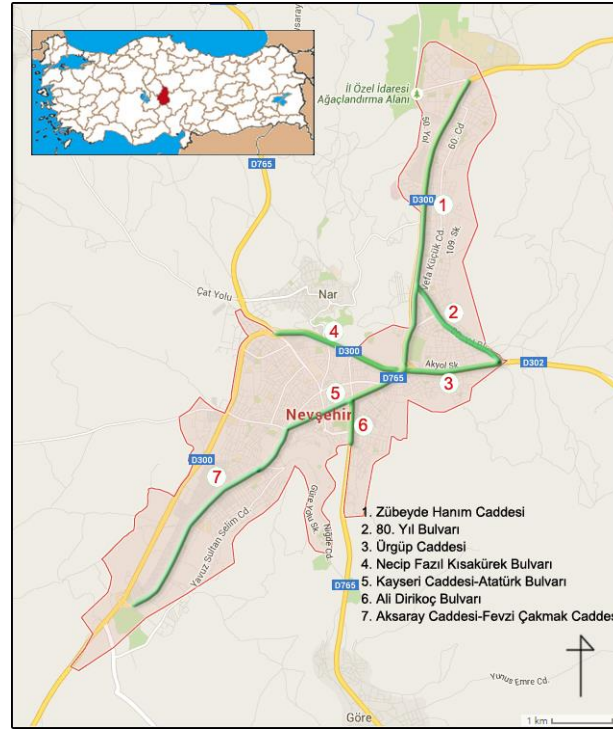 saray
İl Özel İdaresi
Ağaçlandırma Alanı
50. Yol
60. Cd
D765
D300
1
109. Sk
Vefa Küçük Cd.
Çat Yolu
Nar
2
4
D300
Akyol Sk.
D302
D765
3
5
Nevşehir
6
D300
7
Yavuz Sultan Selim Cd.
Güre Yolu Sk
Niğde Cd
D765
1. Zübeyde Hanım Caddesi
2. 80. Yıl Bulvarı
3. Ürgüp Caddesi
4. Necip Fazıl Kısakürek Bulvarı
5. Kayseri Caddesi-Atatürk Bulvarı
6. Ali Dirikoç Bulvarı
7. Aksaray Caddesi-Fevzi Çakmak Caddes
Yunus Emre Cd.
Göre
1 km